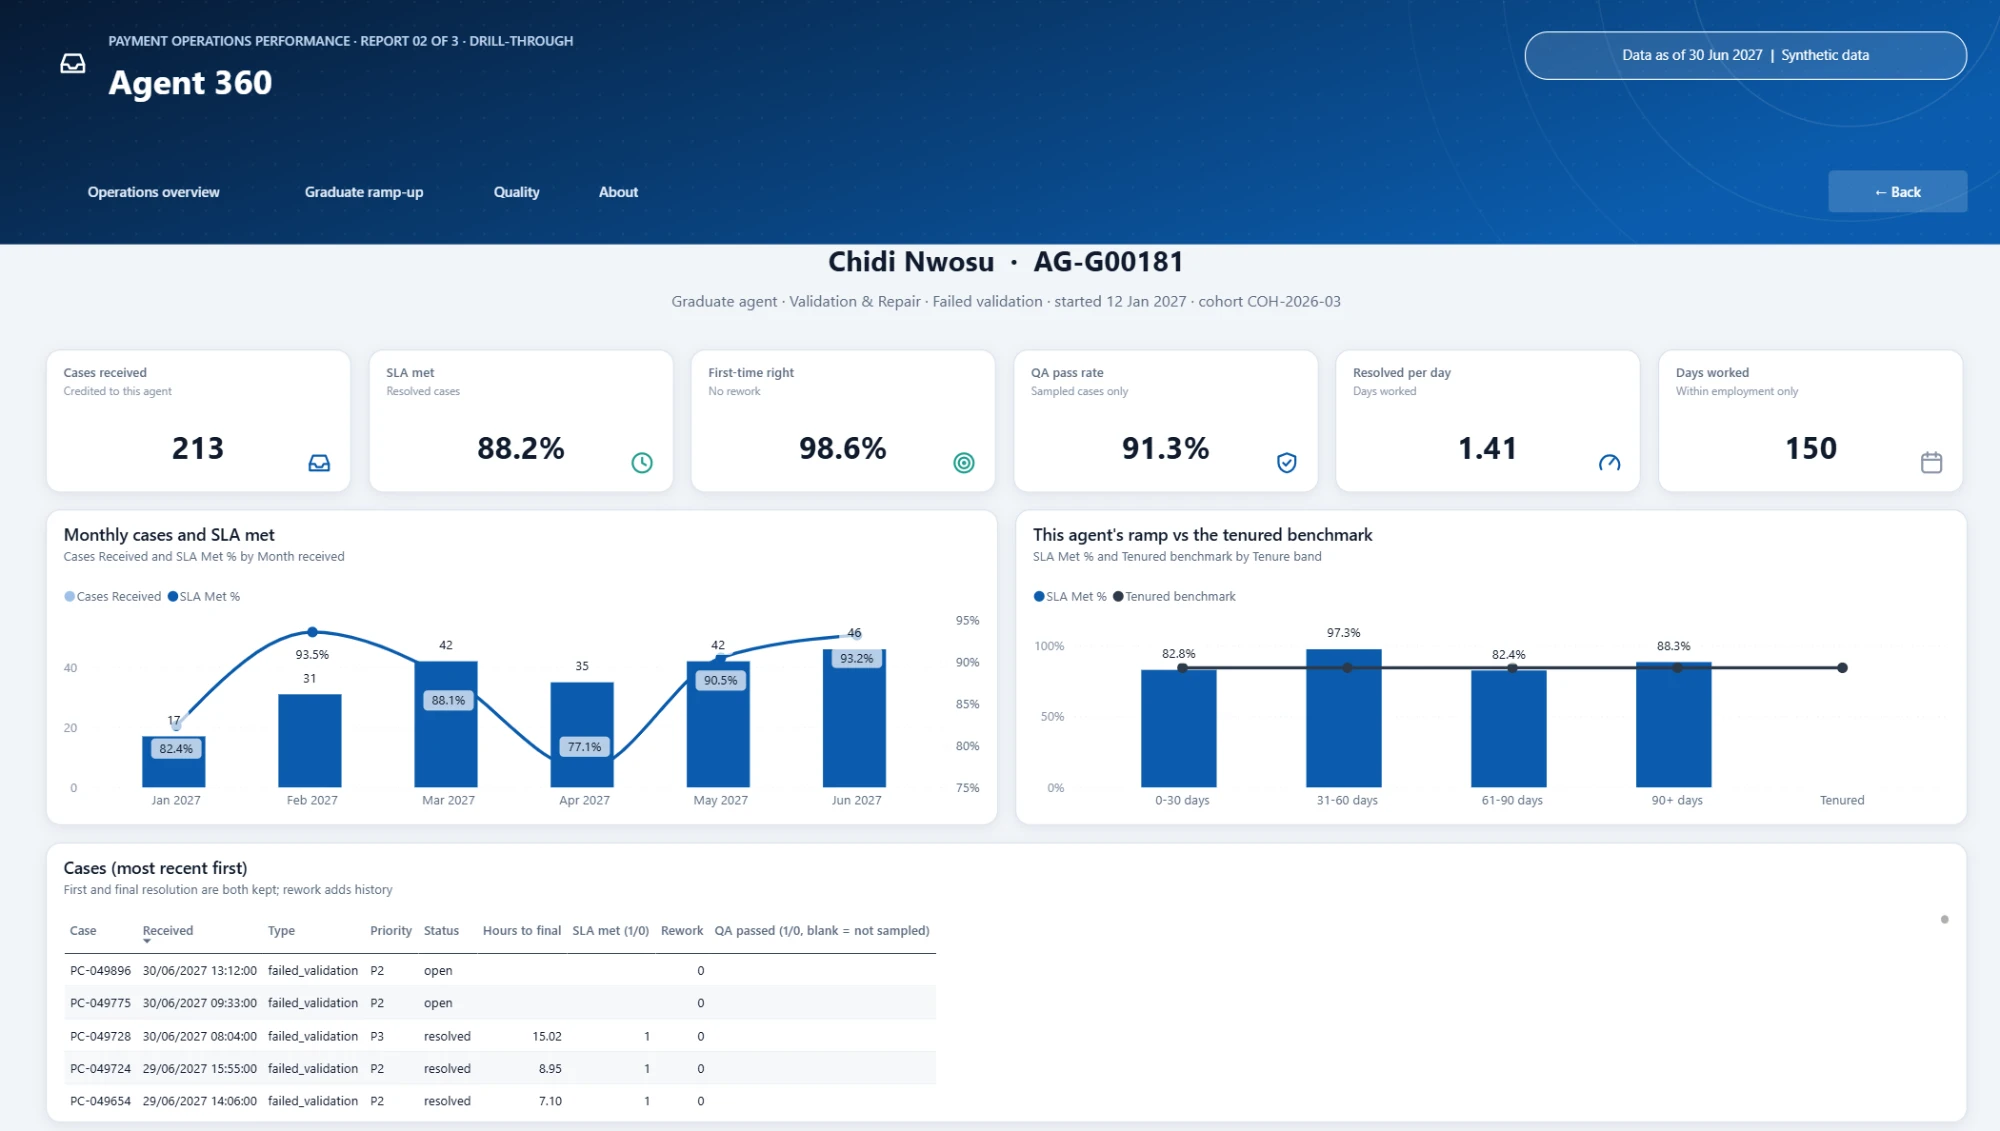 PAYMENT OPERATIONS PERFORMANCE · REPORT 02 OF 3 · DRILL-THROUGH
Agent 360
Data as of 30 Jun 2027 | Synthetic data
Operations overview Graduate ramp-up Quality About
← Back
Chidi Nwosu · AG-G00181
Graduate agent · Validation & Repair · Failed validation · started 12 Jan 2027 · cohort COH-2026-03
Cases received
Credited to this agent
213
SLA met
Resolved cases
88.2%
First-time right
No rework
98.6%
QA pass rate
Sampled cases only
91.3%
Resolved per day
Days worked
1.41
Days worked
Within employment only
150
Monthly cases and SLA met
Cases Received and SLA Met % by Month received
Cases Received SLA Met %
95%
90%
85%
80%
75%
40
20
0
17
82.4%
93.5%
31
42
88.1%
35
77.1%
42
90.5%
46
93.2%
Jan 2027 Feb 2027 Mar 2027 Apr 2027 May 2027 Jun 2027
This agent's ramp vs the tenured benchmark
SLA Met % and Tenured benchmark by Tenure band
SLA Met % Tenured benchmark
100%
50%
0%
82.8%
97.3%
82.4%
88.3%
0-30 days 31-60 days 61-90 days 90+ days Tenured
Cases (most recent first)
First and final resolution are both kept; rework adds history
Case Received Type Priority Status Hours to final SLA met (1/0) Rework QA passed (1/0, blank = not sampled)
PC-049896 30/06/2027 13:12:00 failed_validation P2 open 0
PC-049775 30/06/2027 09:33:00 failed_validation P2 open 0
PC-049728 30/06/2027 08:04:00 failed_validation P3 resolved 15.02 1 0
PC-049724 29/06/2027 15:55:00 failed_validation P2 resolved 8.95 1 0
PC-049654 29/06/2027 14:06:00 failed_validation P2 resolved 7.10 1 0